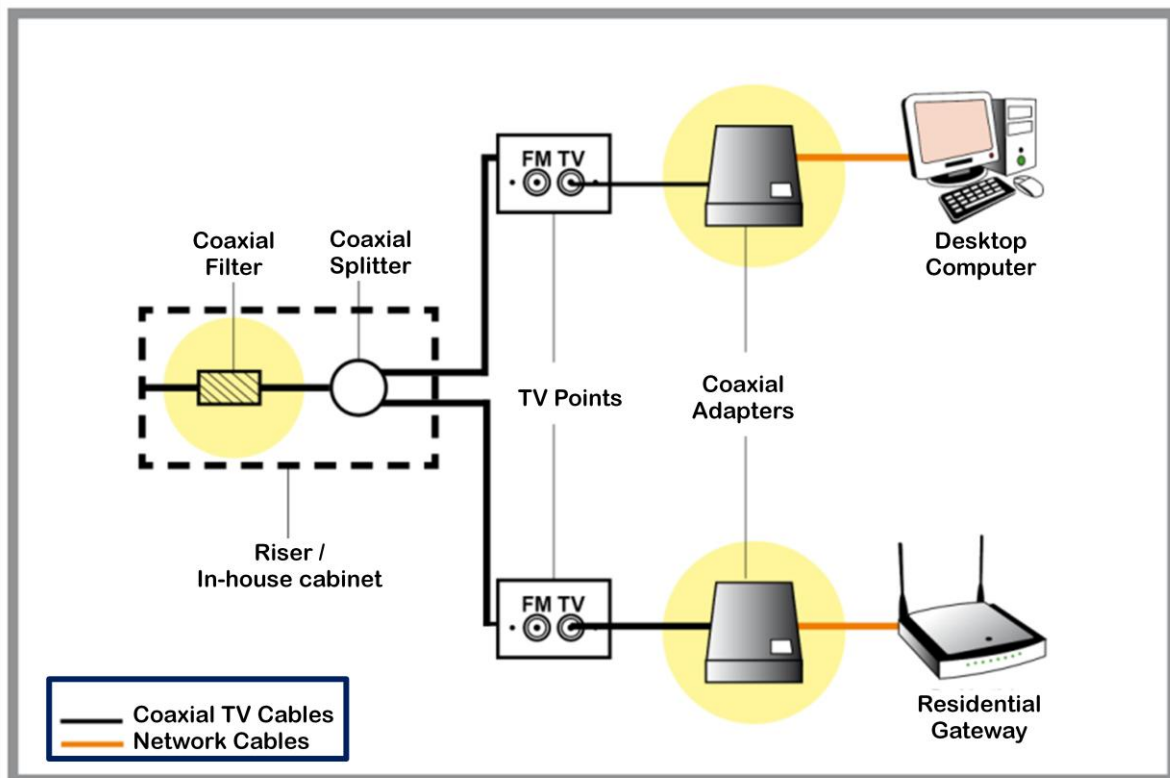 FM TV
Coaxial
Filter
Coaxial
Splitter
Desktop
Computer
TV Points
Coaxial
Adapters
Riser /
In-house cabinet
FM TV
Residential
Gateway
Coaxial TV Cables
Network Cables